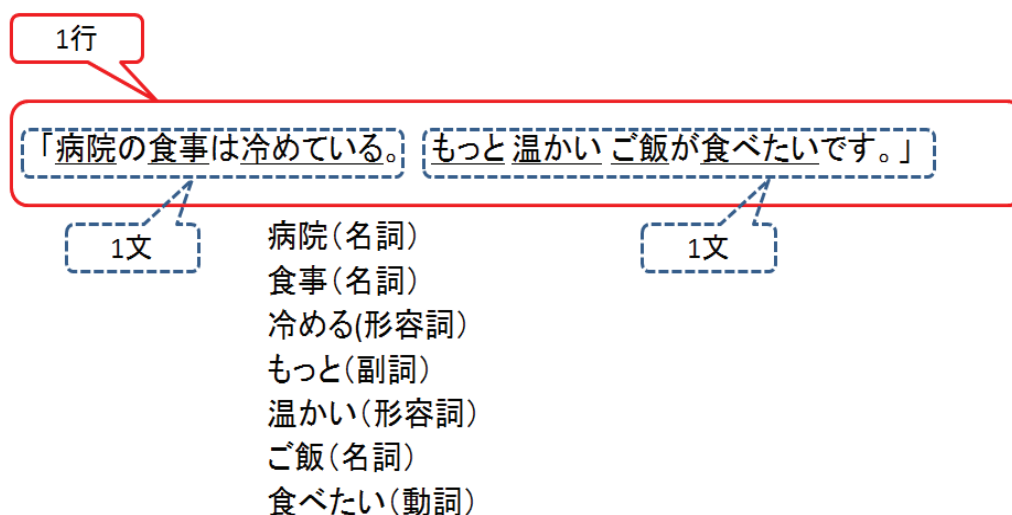 1行
「病院の食事は冷めている。 もっと 温かい ご飯が食べたいです。」
1文
1文
病院（名詞）
食事（名詞）
冷める(形容詞）
もっと（副詞）
温かい（形容詞）
ご飯（名詞）
食べたい（動詞）